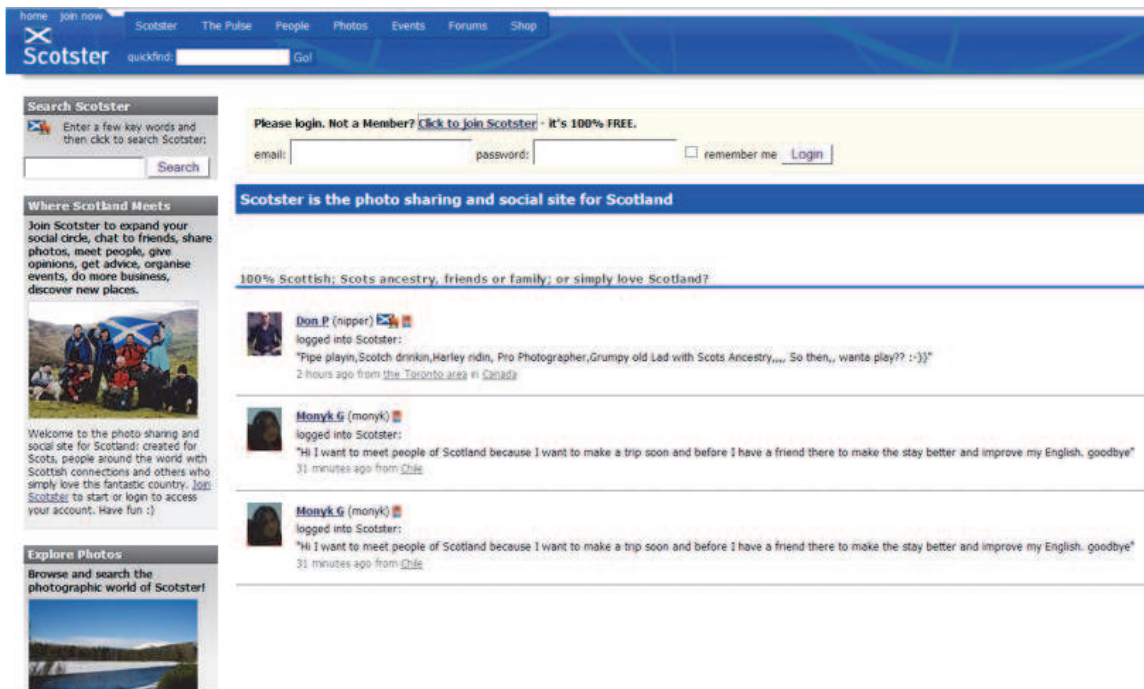 home join now
Scotster The Pulse People Photos Events Forums Shop
Scotster
quickfind: Go!
Search Scotster
Enter a few key words and
then click to search Scotster:
Search
Where Scotland Meets
Join Scotster to expand your
social circle, chat to friends, share
photos, meet people, give
opinions, get advice, organise
events, do more business,
discover new places.
Welcome to the photo sharing and
social site for Scotland: created for
Scots, people around the world with
Scottish connections and others who
simply love this fantastic country. Join
Scotster to start or login to access
your account. Have fun :)
Explore Photos
Browse and search the
photographic world of Scotster!
Please login. Not a Member? Click to join Scotster - it's 100% FREE.
email: password: remember me Login
Scotster is the photo sharing and social site for Scotland
100% Scottish; Scots ancestry, friends or family; or simply love Scotland?
Don P (nipper)
logged into Scotster:
"Pipe playin,Scotch drinkin,Harley ridin, Pro Photographer,Grumpy old Lad with Scots Ancestry,,,, So then,, wanta play?? :-}}"
2 hours ago from the Toronto area in Canada
Monyk G (monyk)
logged into Scotster:
"Hi I want to meet people of Scotland because I want to make a trip soon and before I have a friend there to make the stay better and improve my English. goodbye"
31 minutes ago from Chile
Monyk G (monyk)
logged into Scotster:
"Hi I want to meet people of Scotland because I want to make a trip soon and before I have a friend there to make the stay better and improve my English. goodbye"
31 minutes ago from Chile